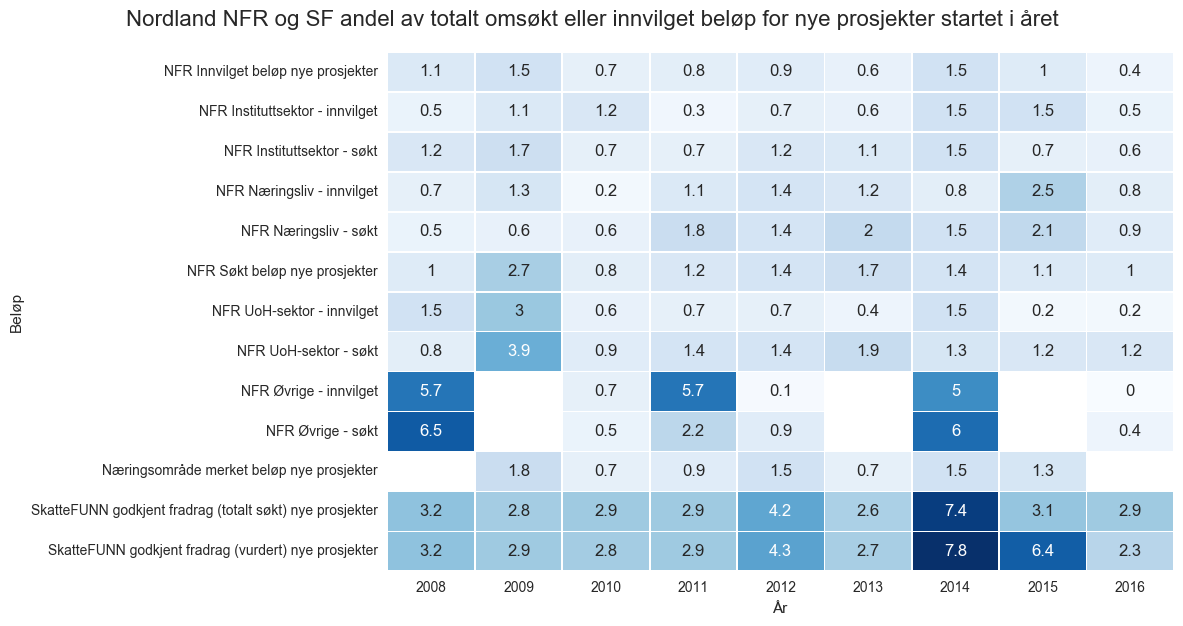 Nordland NFR og SF andel av totalt omsøkt eller innvilget beløp for nye prosjekter startet i året
Beløp
NFR Innvilget beløp nye prosjekter 1.1 1.5 0.7 0.8 0.9 0.6 1.5 1 0.4
NFR Instituttsektor - innvilget 0.5 1.1 1.2 0.3 0.7 0.6 1.5 1.5 0.5
NFR Instituttsektor - søkt 1.2 1.7 0.7 0.7 1.2 1.1 1.5 0.7 0.6
NFR Næringsliv - innvilget 0.7 1.3 0.2 1.1 1.4 1.2 0.8 2.5 0.8
NFR Næringsliv - søkt 0.5 0.6 0.6 1.8 1.4 2 1.5 2.1 0.9
NFR Søkt beløp nye prosjekter 1 2.7 0.8 1.2 1.4 1.7 1.4 1.1 1
NFR UoH-sektor - innvilget 1.5 3 0.6 0.7 0.7 0.4 1.5 0.2 0.2
NFR UoH-sektor - søkt 0.8 3.9 0.9 1.4 1.4 1.9 1.3 1.2 1.2
NFR Øvrige - innvilget 5.7 0.7 5.7 0.1 5 0
NFR Øvrige - søkt 6.5 0.5 2.2 0.9 6 0.4
Næringsområde merket beløp nye prosjekter 1.8 0.7 0.9 1.5 0.7 1.5 1.3
SkatteFUNN godkjent fradrag (totalt søkt) nye prosjekter 3.2 2.8 2.9 2.9 4.2 2.6 7.4 3.1 2.9
SkatteFUNN godkjent fradrag (vurdert) nye prosjekter 3.2 2.9 2.8 2.9 4.3 2.7 7.8 6.4 2.3
2008 2009 2010 2011 2012 2013 2014 2015 2016
År